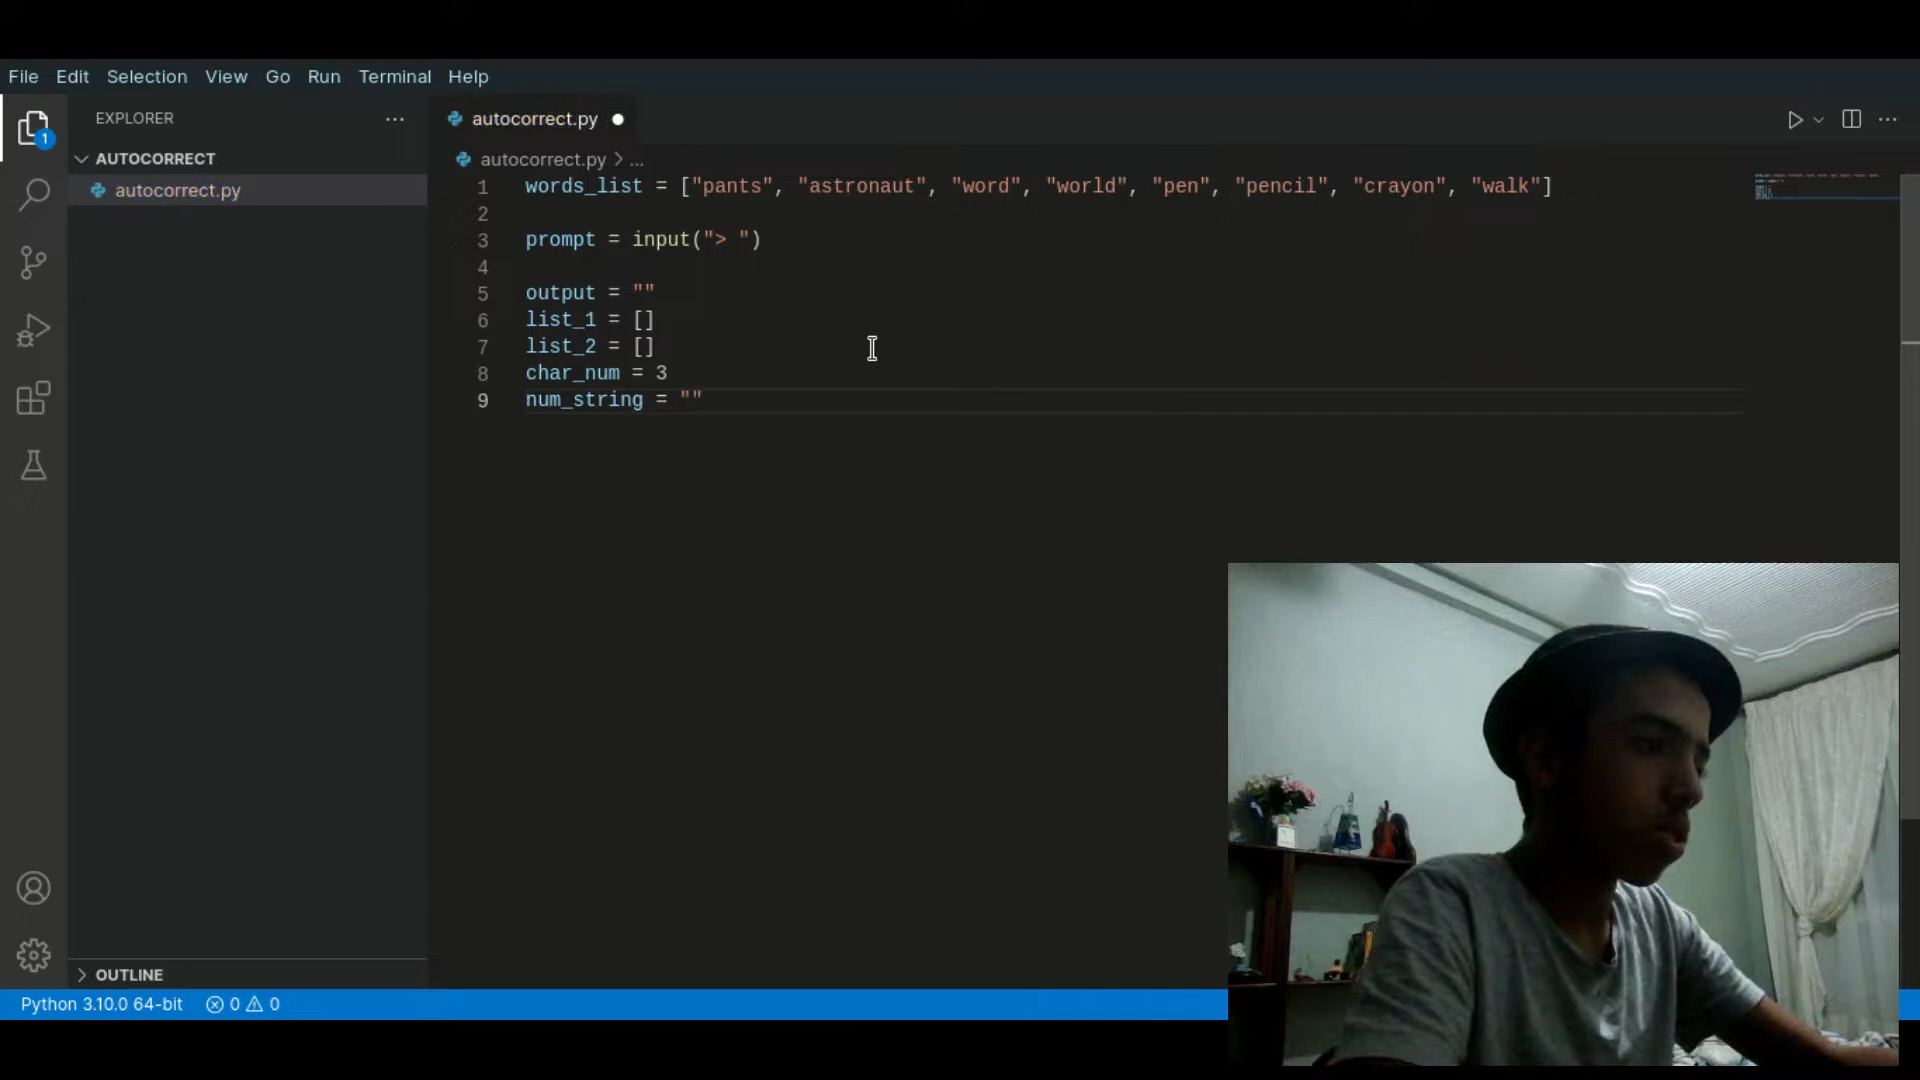 File Edit Selection View Go Run Terminal Help
EXPLORER ...
AUTOCORRECT
autocorrect.py
1
autocorrect.py
autocorrect.py > ...
1 words_list = ["pants", "astronaut", "word", "world", "pen", "pencil", "crayon", "walk"]
2
3 prompt = input("> ")
4
5 output = ""
6 list_1 = []
7 list_2 = []
8 char_num = 3
9 num_string = ""
OUTLINE
Python 3.10.0 64-bit 0 0